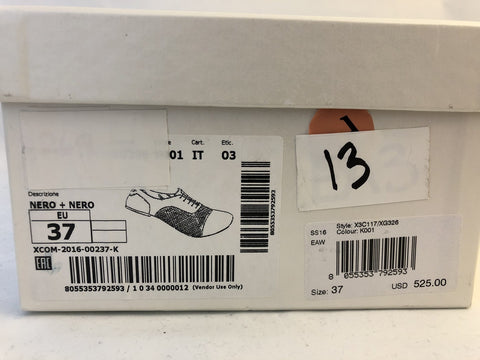 e Cart. Etic.
01 IT 03
Descrizione
NERO + NERO
EU
37
XCOM-2016-00237-K
EAC
8055353792593
8055353792593 / 1 0 34 0000012 (Vendor Use Only)
1
13
SS16 Style: X3C117/XG326
EAW Colour: K001
8 055353 792593
Size: 37 USD 525.00